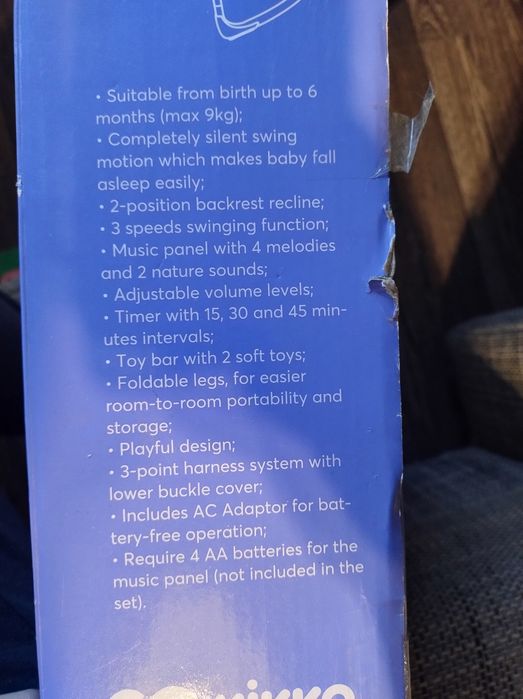 • Suitable from birth up to 6
months (max 9kg);
• Completely silent swing
motion which makes baby fall
asleep easily;
• 2-position backrest recline;
• 3 speeds swinging function;
• Music panel with 4 melodies
and 2 nature sounds;
• Adjustable volume levels;
• Timer with 15, 30 and 45 min-
utes intervals;
• Toy bar with 2 soft toys;
• Foldable legs, for easier
room-to-room portability and
storage;
• Playful design;
• 3-point harness system with
lower buckle cover;
• Includes AC Adaptor for bat-
tery-free operation;
• Require 4 AA batteries for the
music panel (not included in the
set).